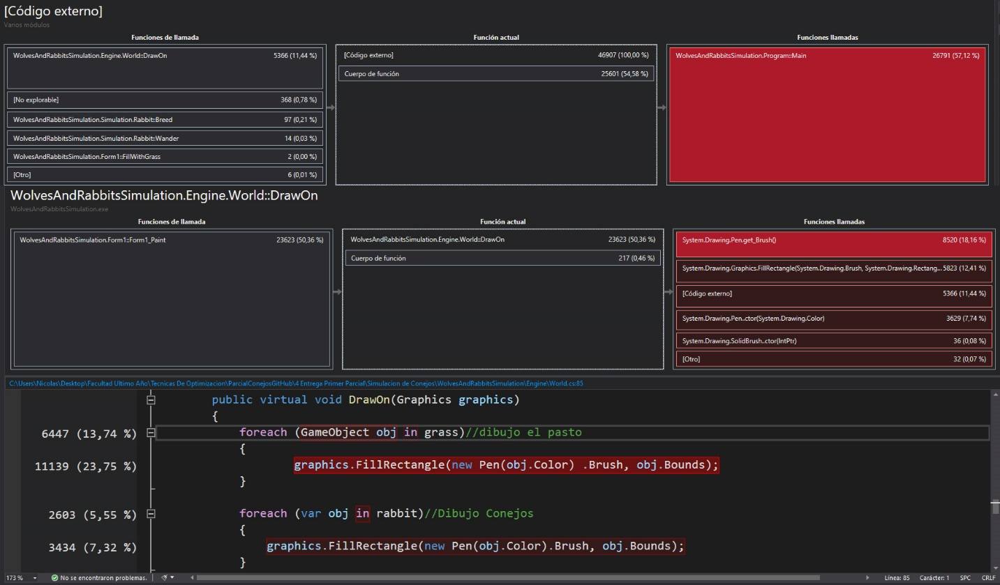 [Código externo]
Varios módulos
Funciones de llamada
Función actual
Funciones llamadas
WolvesAndRabbitsSimulation.Engine.World::DrawOn 5366 (11,44 %)
[No explorable] 368 (0,78 %)
WolvesAndRabbitsSimulation.Simulation.Rabbit::Breed 97 (0,21 %)
WolvesAndRabbitsSimulation.Simulation.Rabbit::Wander 14 (0,03 %)
WolvesAndRabbitsSimulation.Form1::FillWithGrass 2 (0,00 %)
[Otro] 6 (0,01 %)
[Código externo] 46907 (100,00 %)
Cuerpo de función 25601 (54,58 %)
WolvesAndRabbitsSimulation.Program::Main 26791 (57,12 %)
WolvesAndRabbitsSimulation.Engine.World::DrawOn
WolvesAndRabbitsSimulation.exe
Funciones de llamada
Función actual
Funciones llamadas
WolvesAndRabbitsSimulation.Form1::Form1_Paint 23623 (50,36 %)
WolvesAndRabbitsSimulation.Engine.World::DrawOn 23623 (50,36 %)
Cuerpo de función 217 (0,46 %)
System.Drawing.Pen.get_Brush() 8520 (18,16 %)
System.Drawing.Graphics.FillRectangle(System.Drawing.Brush, System.Drawing.Rectang... 5823 (12,41 %)
[Código externo] 5366 (11,44 %)
System.Drawing.Pen..ctor(System.Drawing.Color) 3629 (7,74 %)
System.Drawing.SolidBrush..ctor(IntPtr) 36 (0,08 %)
[Otro] 32 (0,07 %)
C:\Users\Nicolas\Desktop\Facultad Ultimo Año\Tecnicas De Optimizacion\ParcialConejosGitHub\4 Entrega Primer Parcial\Simulacion de Conejos\WolvesAndRabbitsSimulation\Engine\World.cs:85
public virtual void DrawOn(Graphics graphics)
{
6447 (13,74 %) foreach (GameObject obj in grass)//dibujo el pasto
{
11139 (23,75 %) graphics.FillRectangle(new Pen(obj.Color) .Brush, obj.Bounds);
}
2603 (5,55 %) foreach (var obj in rabbit)//Dibujo Conejos
{
3434 (7,32 %) graphics.FillRectangle(new Pen(obj.Color).Brush, obj.Bounds);
}
173 % No se encontraron problemas. Línea: 85 Carácter: 1 SPC CRLF